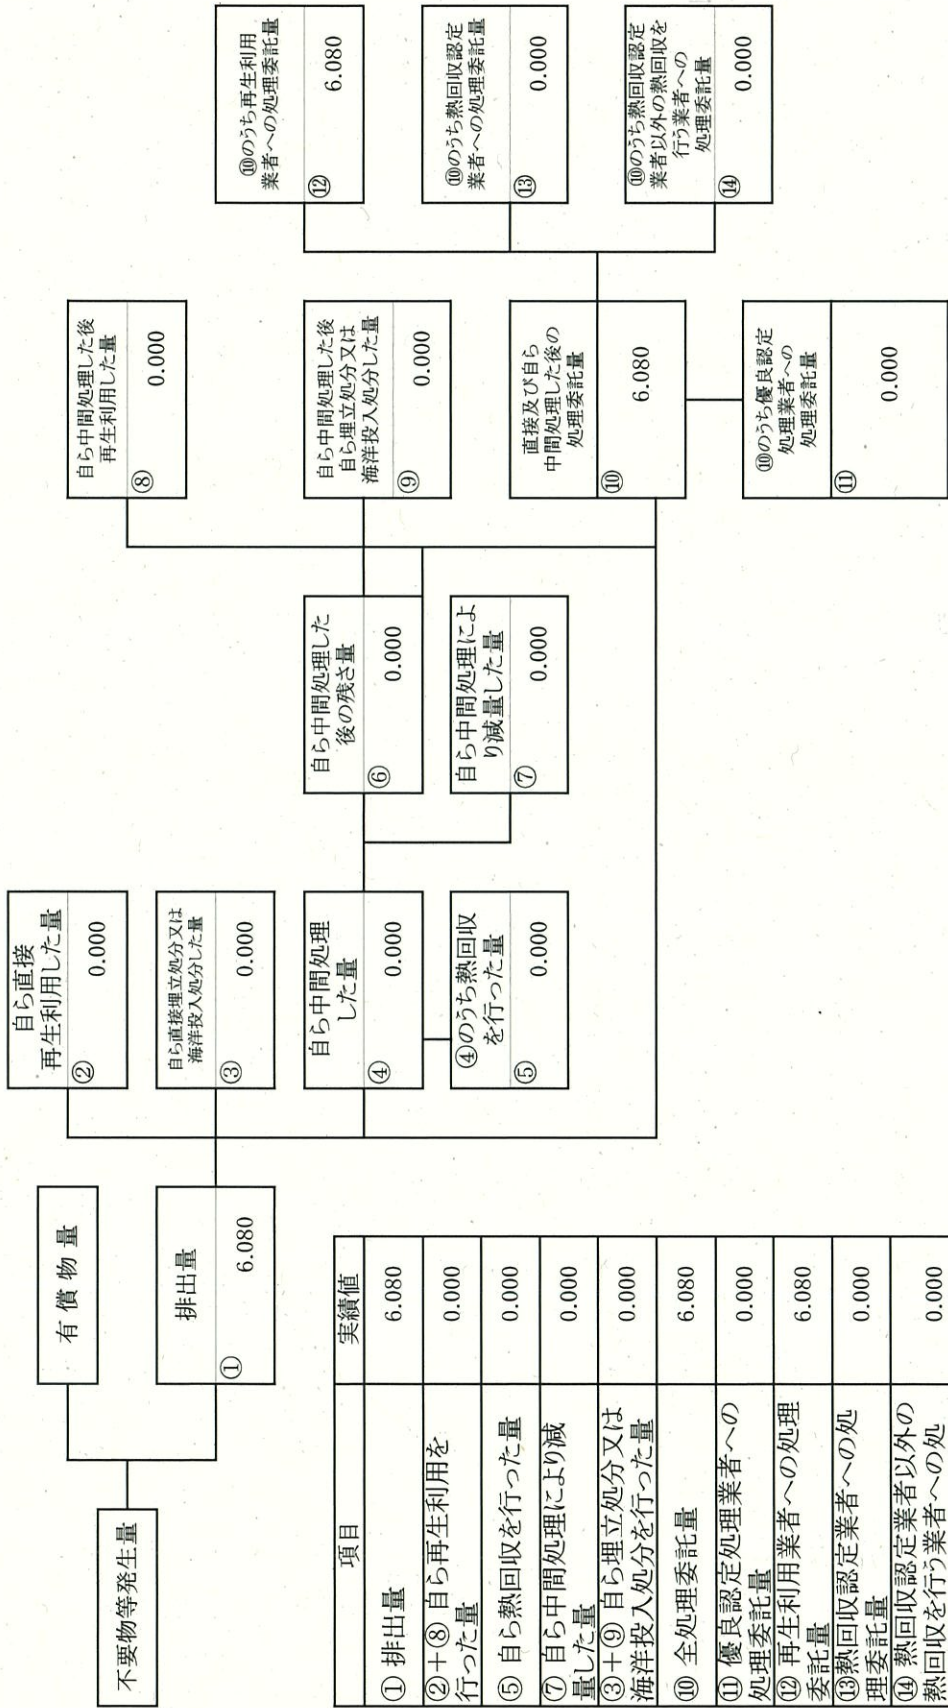 不要物等発生量
有償物量
排出量
① 6.080
自ら直接
再生利用した量
② 0.000
自ら直接埋立処分又は
海洋投入処分した量
③ 0.000
自ら中間処理
した量
④ 0.000
④のうち熱回収
を行った量
⑤ 0.000
自ら中間処理した
後の残さ量
⑥ 0.000
自ら中間処理によ
り減量した量
⑦ 0.000
自ら中間処理した後
再生利用した量
⑧ 0.000
自ら中間処理した後
自ら埋立処分又は
海洋投入処分した量
⑨ 0.000
直接及び自ら
中間処理した後の
処理委託量
⑩ 6.080
⑩のうち優良認定
処理業者への
処理委託量
⑪ 0.000
⑩のうち再生利用
業者への処理委託量
⑫ 6.080
⑩のうち熱回収認定
業者への処理委託量
⑬ 0.000
⑩のうち熱回収認定
業者以外の熱回収を
行う業者への
処理委託量
⑭ 0.000
項目 実績値
① 排出量 6.080
②+⑧ 自ら再生利用を
行った量 0.000
⑤ 自ら熱回収を行った量 0.000
⑦ 自ら中間処理により減
量した量 0.000
③+⑨ 自ら埋立処分又は
海洋投入処分を行った量 0.000
⑩ 全処理委託量 6.080
⑪ 優良認定処理業者への
処理委託量 0.000
⑫ 再生利用業者への処理
委託量 6.080
⑬熱回収認定業者への処
理委託量 0.000
⑭ 熱回収認定業者以外の
熱回収を行う業者への処 0.000